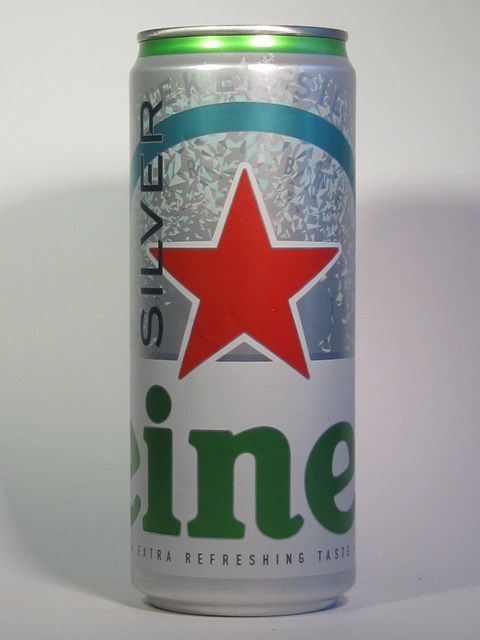 SILVER
eine
EXTRA REFRESHING TASTE